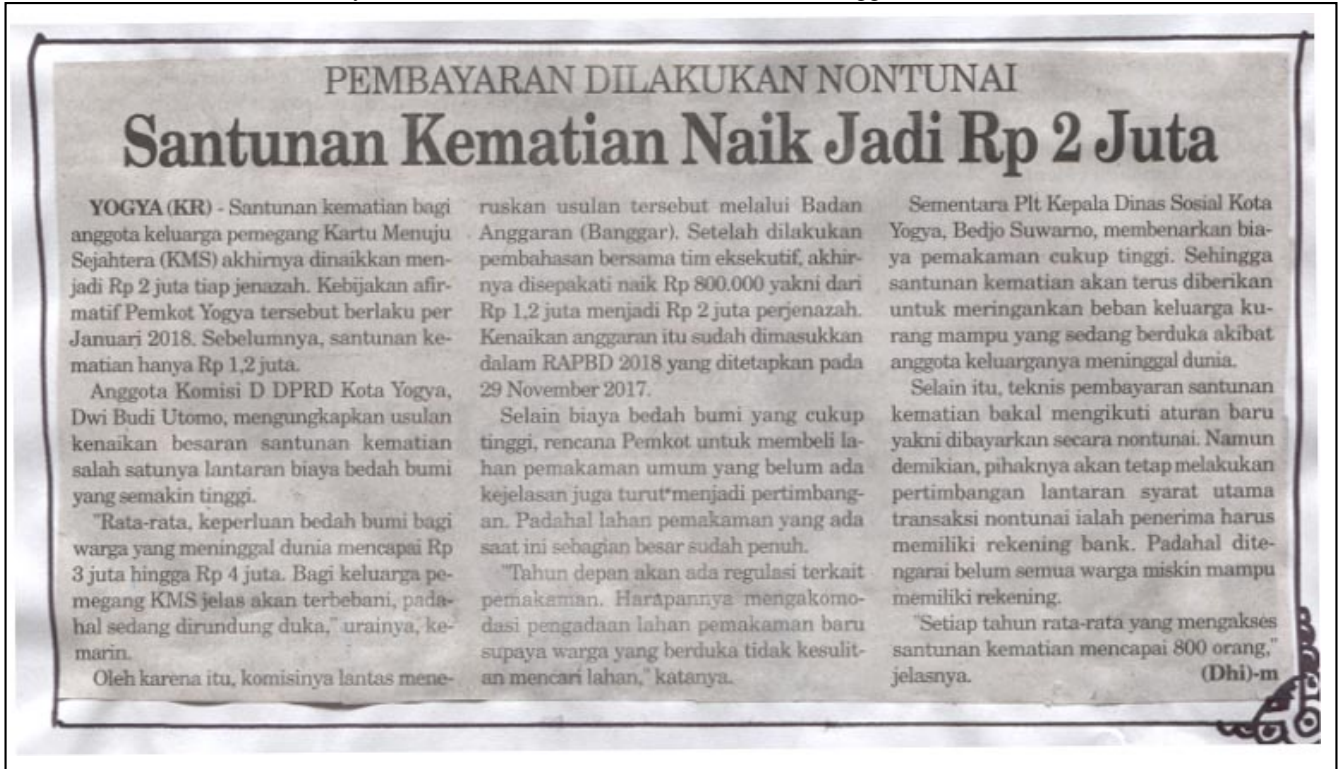 PEMBAYARAN DILAKUKAN NONTUNAI
Santunan Kematian Naik Jadi Rp 2 Juta
YOGYA (KR) - Santunan kematian bagi
anggota keluarga pemegang Kartu Menuju
Sejahtera (KMS) akhirnya dinaikkan men-
jadi Rp 2 juta tiap jenazah. Kebijakan afir-
matif Pemkot Yogya tersebut berlaku per
Januari 2018. Sebelumnya, santunan ke-
matian hanya Rp 1,2 juta.
Anggota Komisi D DPRD Kota Yogya,
Dwi Budi Utomo, mengungkapkan usulan
kenaikan besaran santunan kematian
salah satunya lantaran biaya bedah bumi
yang semakin tinggi.
"Rata-rata, keperluan bedah bumi bagi
warga yang meninggal dunia mencapai Rp
3 juta hingga Rp 4 juta. Bagi keluarga pe-
megang KMS jelas akan terbebani, pada-
hal sedang dirundung duka," urainya, ke-
marin.
Oleh karena itu, komisinya lantas mene-
ruskan usulan tersebut melalui Badan
Anggaran (Banggar). Setelah dilakukan
pembahasan bersama tim eksekutif, akhir-
nya disepakati naik Rp 800.000 yakni dari
Rp 1,2 juta menjadi Rp 2 juta perjenazah.
Kenaikan anggaran itu sudah dimasukkan
dalam RAPBD 2018 yang ditetapkan pada
29 November 2017.
Selain biaya bedah bumi yang cukup
tinggi, rencana Pemkot untuk membeli la-
han pemakaman umum yang belum ada
kejelasan juga turut menjadi pertimbang-
an. Padahal lahan pemakaman yang ada
saat ini sebagian besar sudah penuh.
"Tahun depan akan ada regulasi terkait
pemakaman. Harapannya mengakomo-
dasi pengadaan lahan pemakaman baru
supaya warga yang berduka tidak kesulit-
an mencari lahan," katanya.
Sementara Plt Kepala Dinas Sosial Kota
Yogya, Bedjo Suwarno, membenarkan bia-
ya pemakaman cukup tinggi. Sehingga
santunan kematian akan terus diberikan
untuk meringankan beban keluarga ku-
rang mampu yang sedang berduka akibat
anggota keluarganya meninggal dunia.
Selain itu, teknis pembayaran santunan
kematian bakal mengikuti aturan baru
yakni dibayarkan secara nontunai. Namun
demikian, pihaknya akan tetap melakukan
pertimbangan lantaran syarat utama
transaksi nontunai ialah penerima harus
memiliki rekening bank. Padahal dite-
ngarai belum semua warga miskin mampu
memiliki rekening.
"Setiap tahun rata-rata yang mengakses
santunan kematian mencapai 800 orang,"
jelasnya. (Dhi)-m